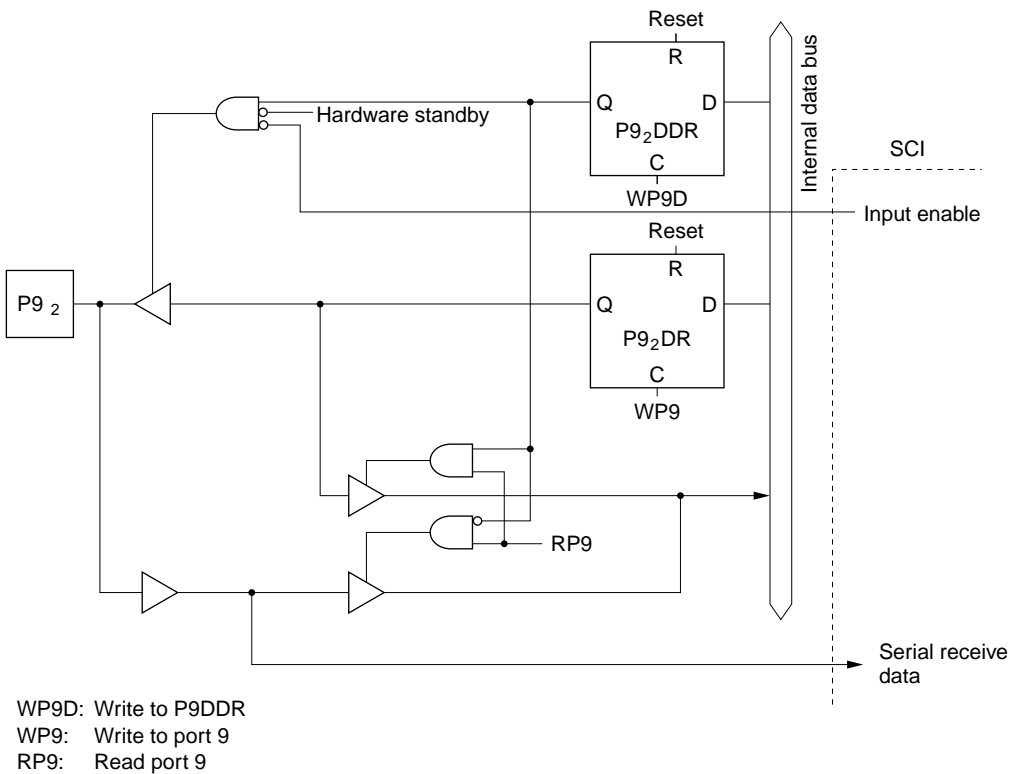 Reset
R
Q
D
P92DDR
C
WP9D
Hardware standby
Internal data bus
SCI
Input enable
Reset
R
Q
D
P92DR
C
WP9
P9 2
RP9
Serial receive
data
WP9D: Write to P9DDR
WP9: Write to port 9
RP9: Read port 9